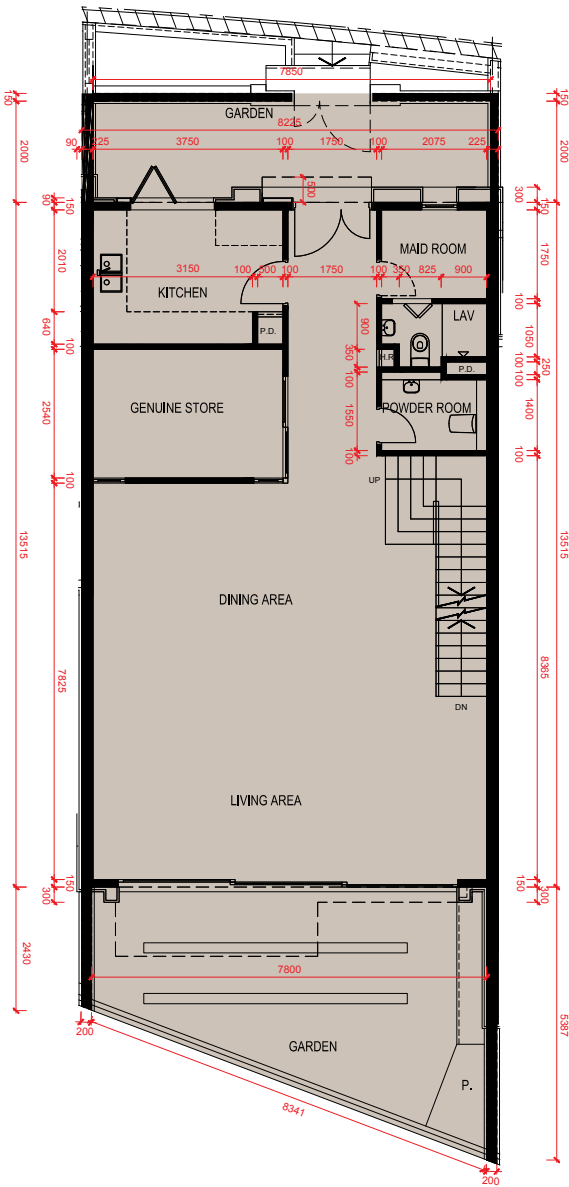 7850
150
150
GARDEN
8225
2000
2000
90 225 3750 100 1750 100 2075 225
500
300
90
150
150
MAID ROOM
2010
1750
3150 100 500 100 1750 100 350 825 900
KITCHEN
100
900
LAV
640
P.D.
1050
350
H.R
100
250
P.D.
100
100
100
GENUINE STORE
POWDER ROOM
2540
1550
1400
100
100
100
UP
13515
13515
DINING AREA
7825
8365
DN
LIVING AREA
150
150
300
300
2430
7800
5387
200
GARDEN
P.
8341
200